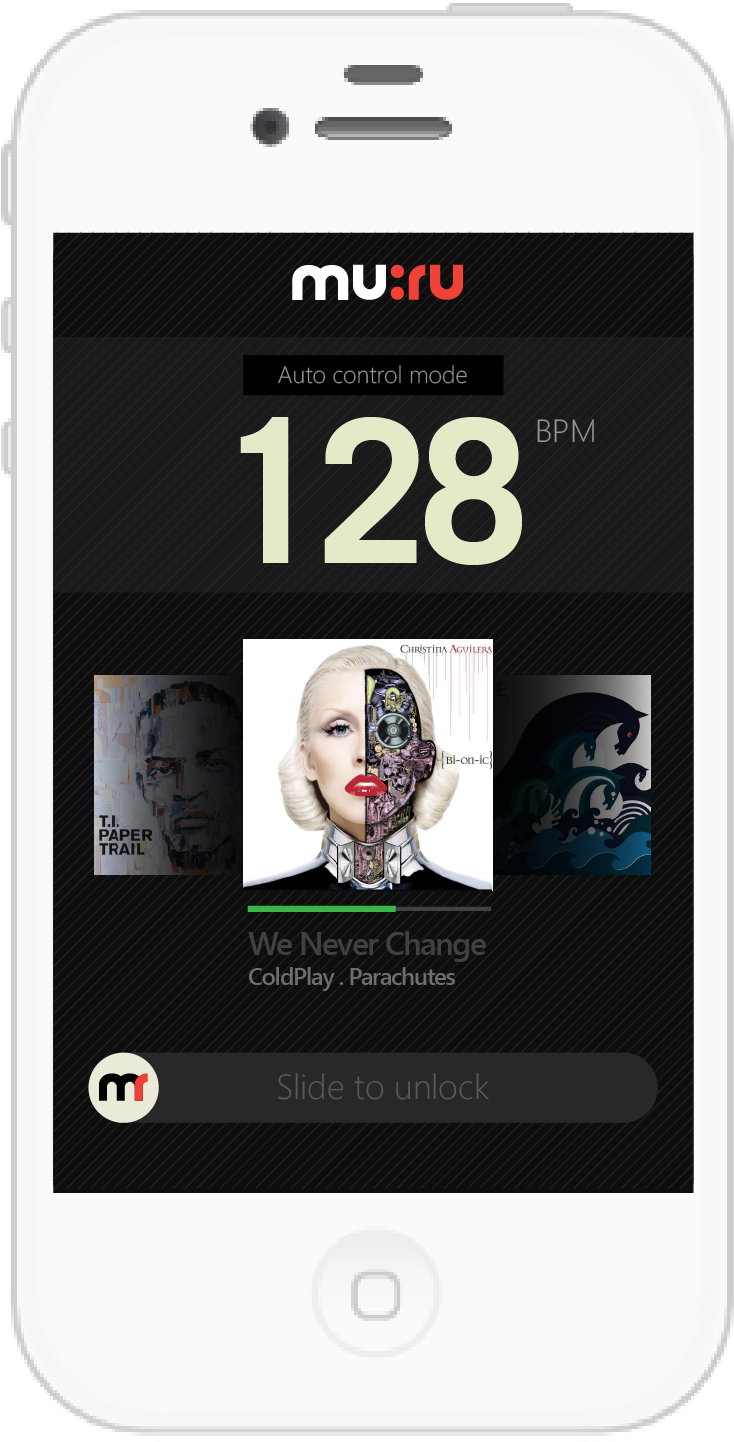 mu:ru
Auto control mode
128 BPM
CHRISTINA AGUILERA
{Bi-on-ic}
T.I.
PAPER
TRAIL
We Never Change
ColdPlay . Parachutes
mr
Slide to unlock